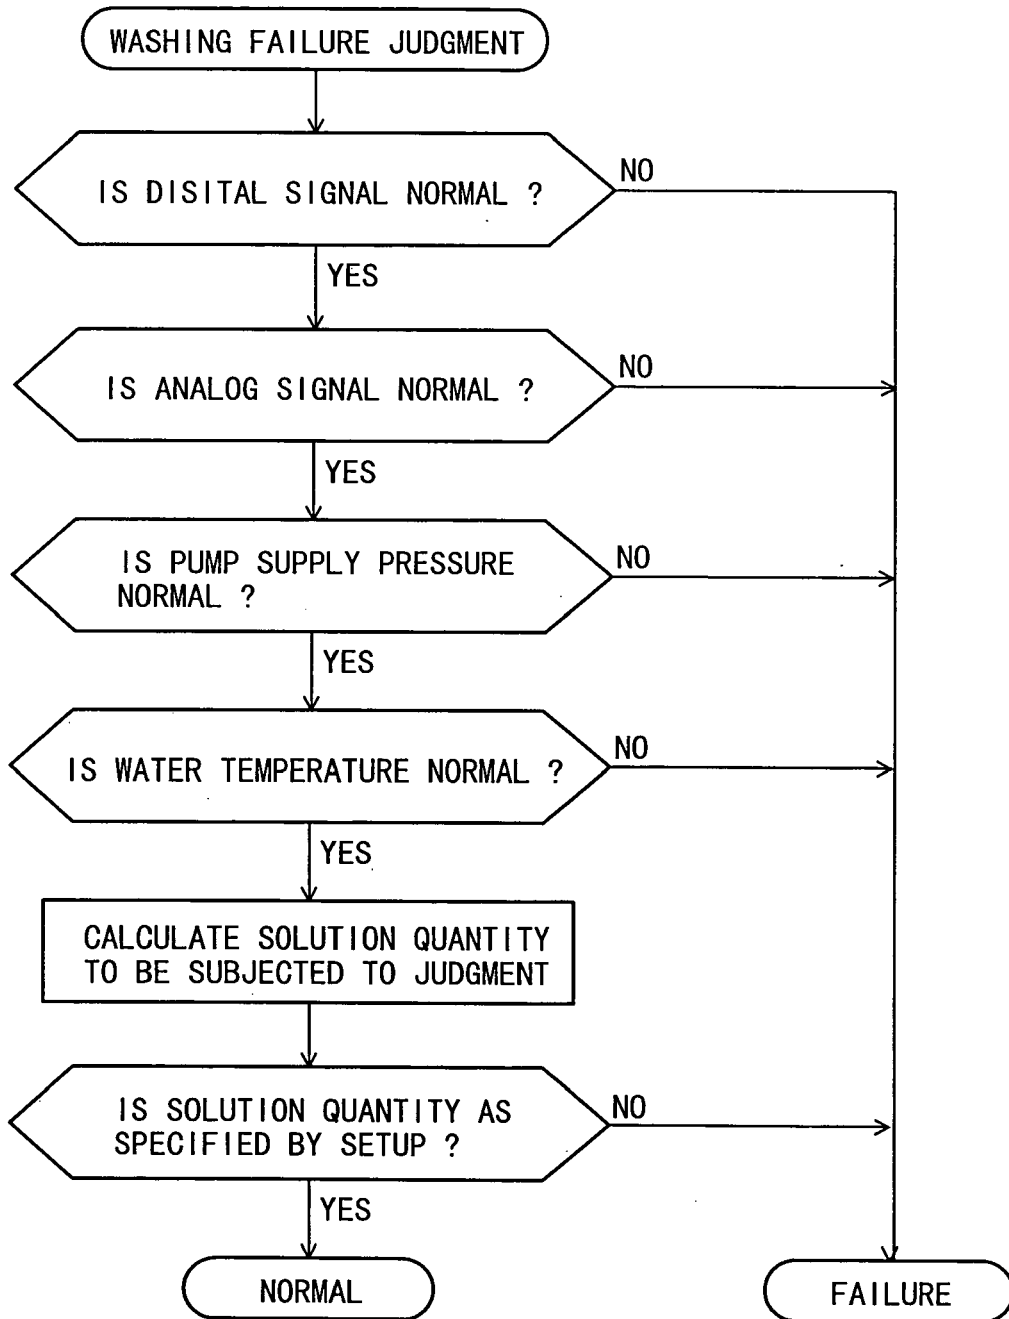 WASHING FAILURE JUDGMENT
IS DISITAL SIGNAL NORMAL ?
NO
YES
IS ANALOG SIGNAL NORMAL ?
NO
YES
IS PUMP SUPPLY PRESSURE
NORMAL ?
NO
YES
IS WATER TEMPERATURE NORMAL ?
NO
YES
CALCULATE SOLUTION QUANTITY
TO BE SUBJECTED TO JUDGMENT
IS SOLUTION QUANTITY AS
SPECIFIED BY SETUP ?
NO
YES
NORMAL
FAILURE